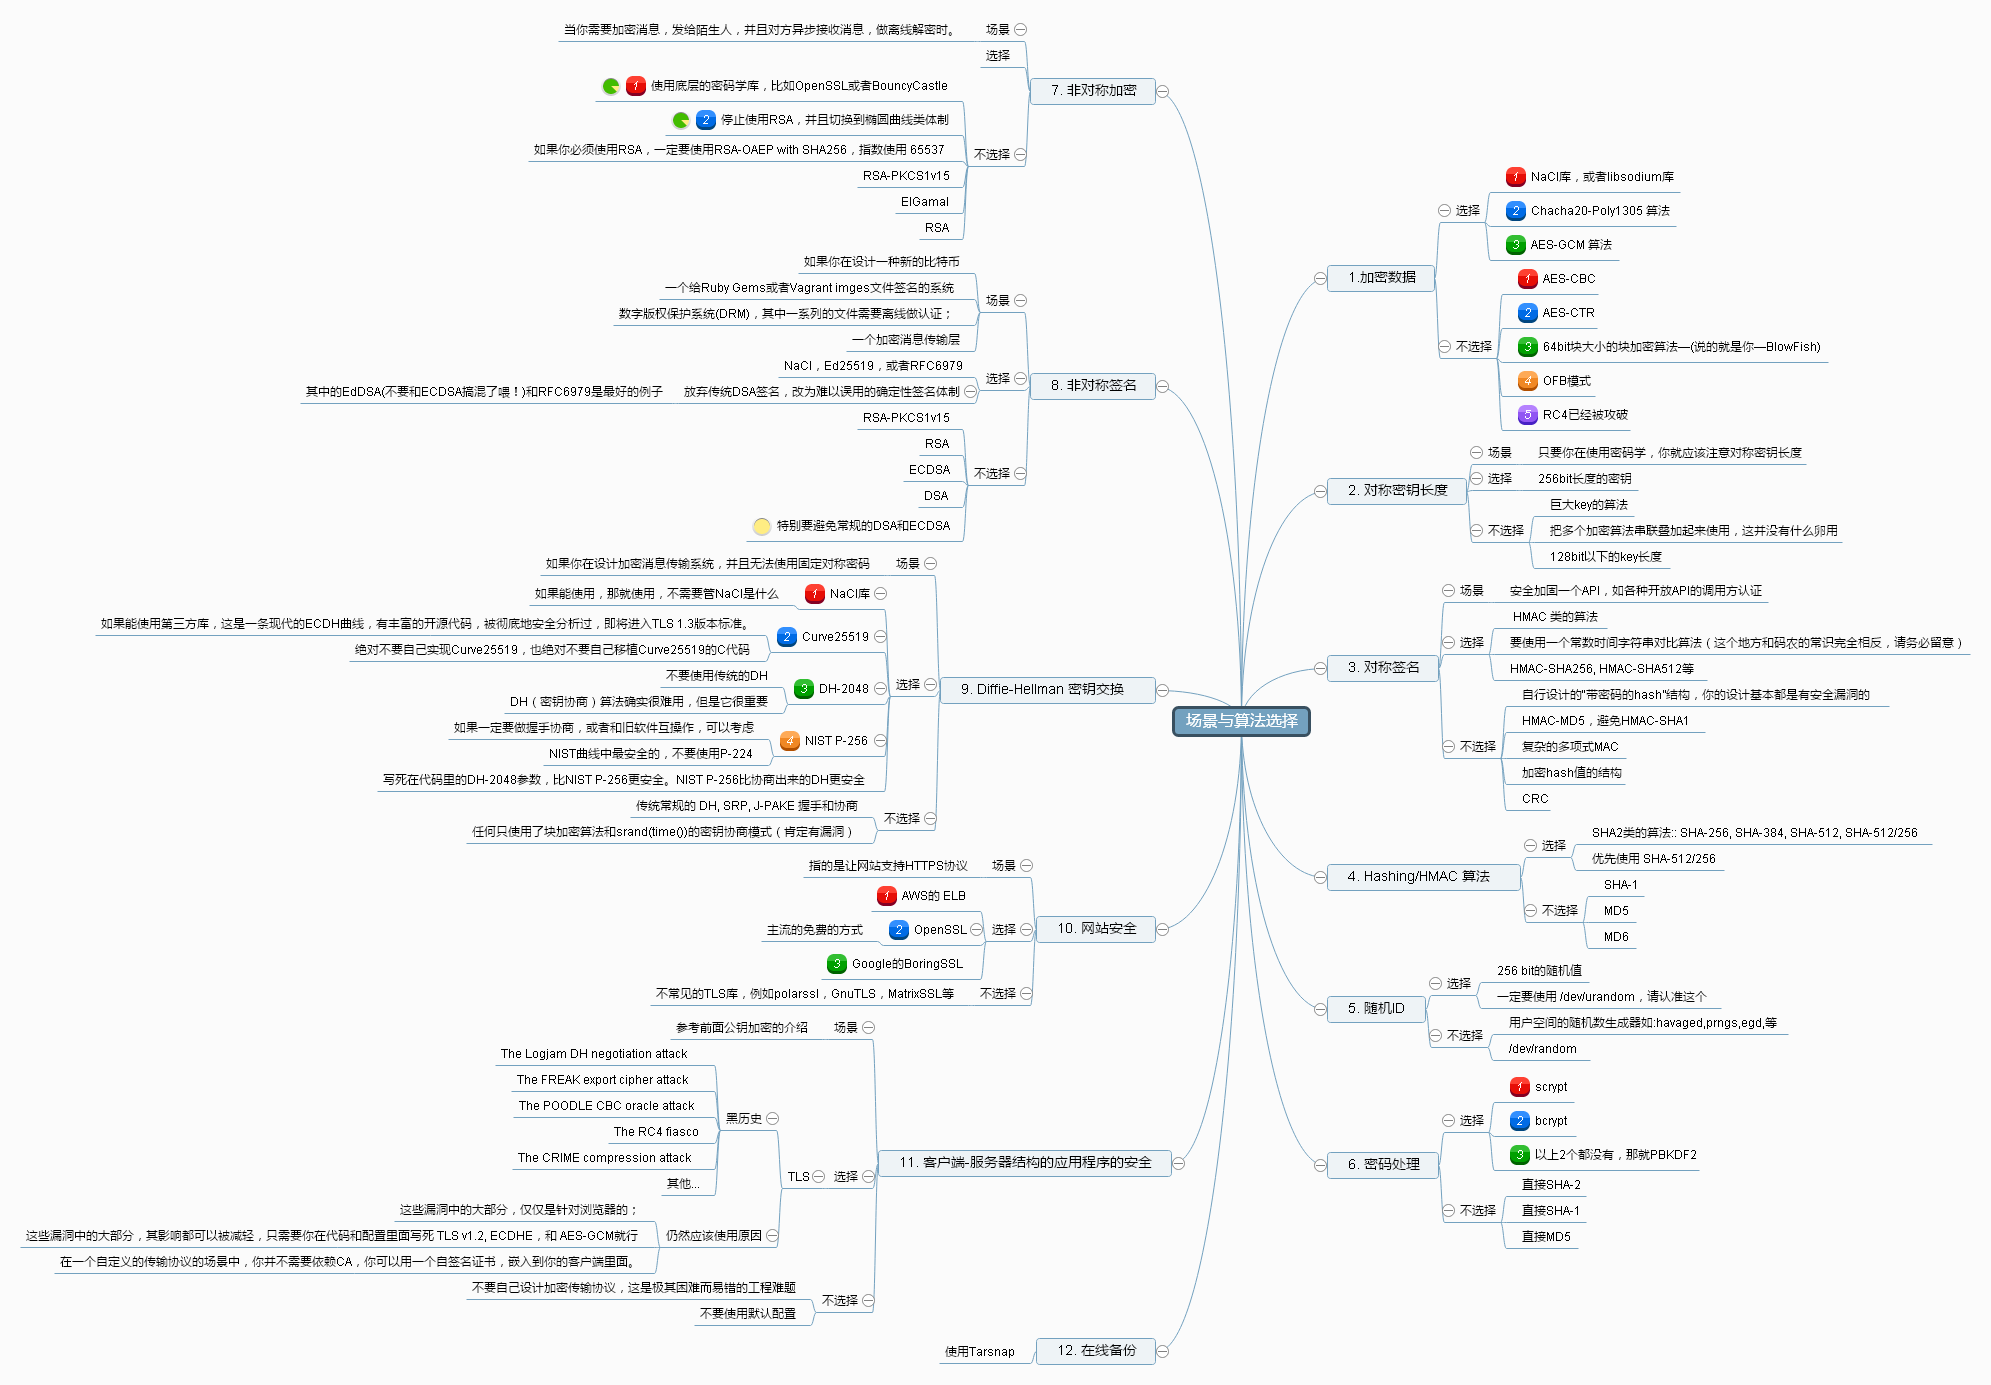 场景与算法选择
1.加密数据
选择
1 NaCl库，或者libsodium库
2 Chacha20-Poly1305 算法
3 AES-GCM 算法
不选择
1 AES-CBC
2 AES-CTR
3 64bit块大小的块加密算法—(说的就是你—BlowFish)
4 OFB模式
5 RC4已经被攻破
2. 对称密钥长度
场景
只要你在使用密码学，你就应该注意对称密钥长度
选择
256bit长度的密钥
不选择
巨大key的算法
把多个加密算法串联叠加起来使用，这并没有什么卵用
128bit以下的key长度
3. 对称签名
场景
安全加固一个API，如各种开放API的调用方认证
选择
HMAC 类的算法
要使用一个常数时间字符串对比算法（这个地方和码农的常识完全相反，请务必留意）
HMAC-SHA256, HMAC-SHA512等
不选择
自行设计的"带密码的hash"结构，你的设计基本都是有安全漏洞的
HMAC-MD5，避免HMAC-SHA1
复杂的多项式MAC
加密hash值的结构
CRC
4. Hashing/HMAC 算法
选择
SHA2类的算法:: SHA-256, SHA-384, SHA-512, SHA-512/256
优先使用 SHA-512/256
不选择
SHA-1
MD5
MD6
5. 随机ID
选择
256 bit的随机值
一定要使用 /dev/urandom，请认准这个
不选择
用户空间的随机数生成器如:havaged,prngs,egd,等
/dev/random
6. 密码处理
选择
1 scrypt
2 bcrypt
3 以上2个都没有，那就PBKDF2
不选择
直接SHA-2
直接SHA-1
直接MD5
7. 非对称加密
场景
当你需要加密消息，发给陌生人，并且对方异步接收消息，做离线解密时。
选择
不选择
1 使用底层的密码学库，比如OpenSSL或者BouncyCastle
2 停止使用RSA，并且切换到椭圆曲线类体制
如果你必须使用RSA，一定要使用RSA-OAEP with SHA256，指数使用 65537
RSA-PKCS1v15
ElGamal
RSA
8. 非对称签名
场景
如果你在设计一种新的比特币
一个给Ruby Gems或者Vagrant imges文件签名的系统
数字版权保护系统(DRM)，其中一系列的文件需要离线做认证；
一个加密消息传输层
选择
NaCl，Ed25519，或者RFC6979
放弃传统DSA签名，改为难以误用的确定性签名体制
其中的EdDSA(不要和ECDSA搞混了喂！)和RFC6979是最好的例子
不选择
RSA-PKCS1v15
RSA
ECDSA
DSA
特别要避免常规的DSA和ECDSA
9. Diffie-Hellman 密钥交换
场景
如果你在设计加密消息传输系统，并且无法使用固定对称密码
选择
1 NaCl库
如果能使用，那就使用，不需要管NaCl是什么
2 Curve25519
如果能使用第三方库，这是一条现代的ECDH曲线，有丰富的开源代码，被彻底地安全分析过，即将进入TLS 1.3版本标准。
绝对不要自己实现Curve25519，也绝对不要自己移植Curve25519的C代码
3 DH-2048
不要使用传统的DH
DH（密钥协商）算法确实很难用，但是它很重要
4 NIST P-256
如果一定要做握手协商，或者和旧软件互操作，可以考虑
NIST曲线中最安全的，不要使用P-224
写死在代码里的DH-2048参数，比NIST P-256更安全。NIST P-256比协商出来的DH更安全
不选择
传统常规的 DH, SRP, J-PAKE 握手和协商
任何只使用了块加密算法和srand(time())的密钥协商模式（肯定有漏洞）
10. 网站安全
场景
指的是让网站支持HTTPS协议
选择
1 AWS的 ELB
2 OpenSSL
主流的免费的方式
3 Google的BoringSSL
不选择
不常见的TLS库，例如polarssl，GnuTLS，MatrixSSL等
11. 客户端-服务器结构的应用程序的安全
场景
参考前面公钥加密的介绍
选择
TLS
黑历史
The Logjam DH negotiation attack
The FREAK export cipher attack
The POODLE CBC oracle attack
The RC4 fiasco
The CRIME compression attack
其他...
仍然应该使用原因
这些漏洞中的大部分，仅仅是针对浏览器的；
这些漏洞中的大部分，其影响都可以被减轻，只需要你在代码和配置里面写死 TLS v1.2, ECDHE，和 AES-GCM就行
在一个自定义的传输协议的场景中，你并不需要依赖CA，你可以用一个自签名证书，嵌入到你的客户端里面。
不选择
不要自己设计加密传输协议，这是极其困难而易错的工程难题
不要使用默认配置
12. 在线备份
使用Tarsnap